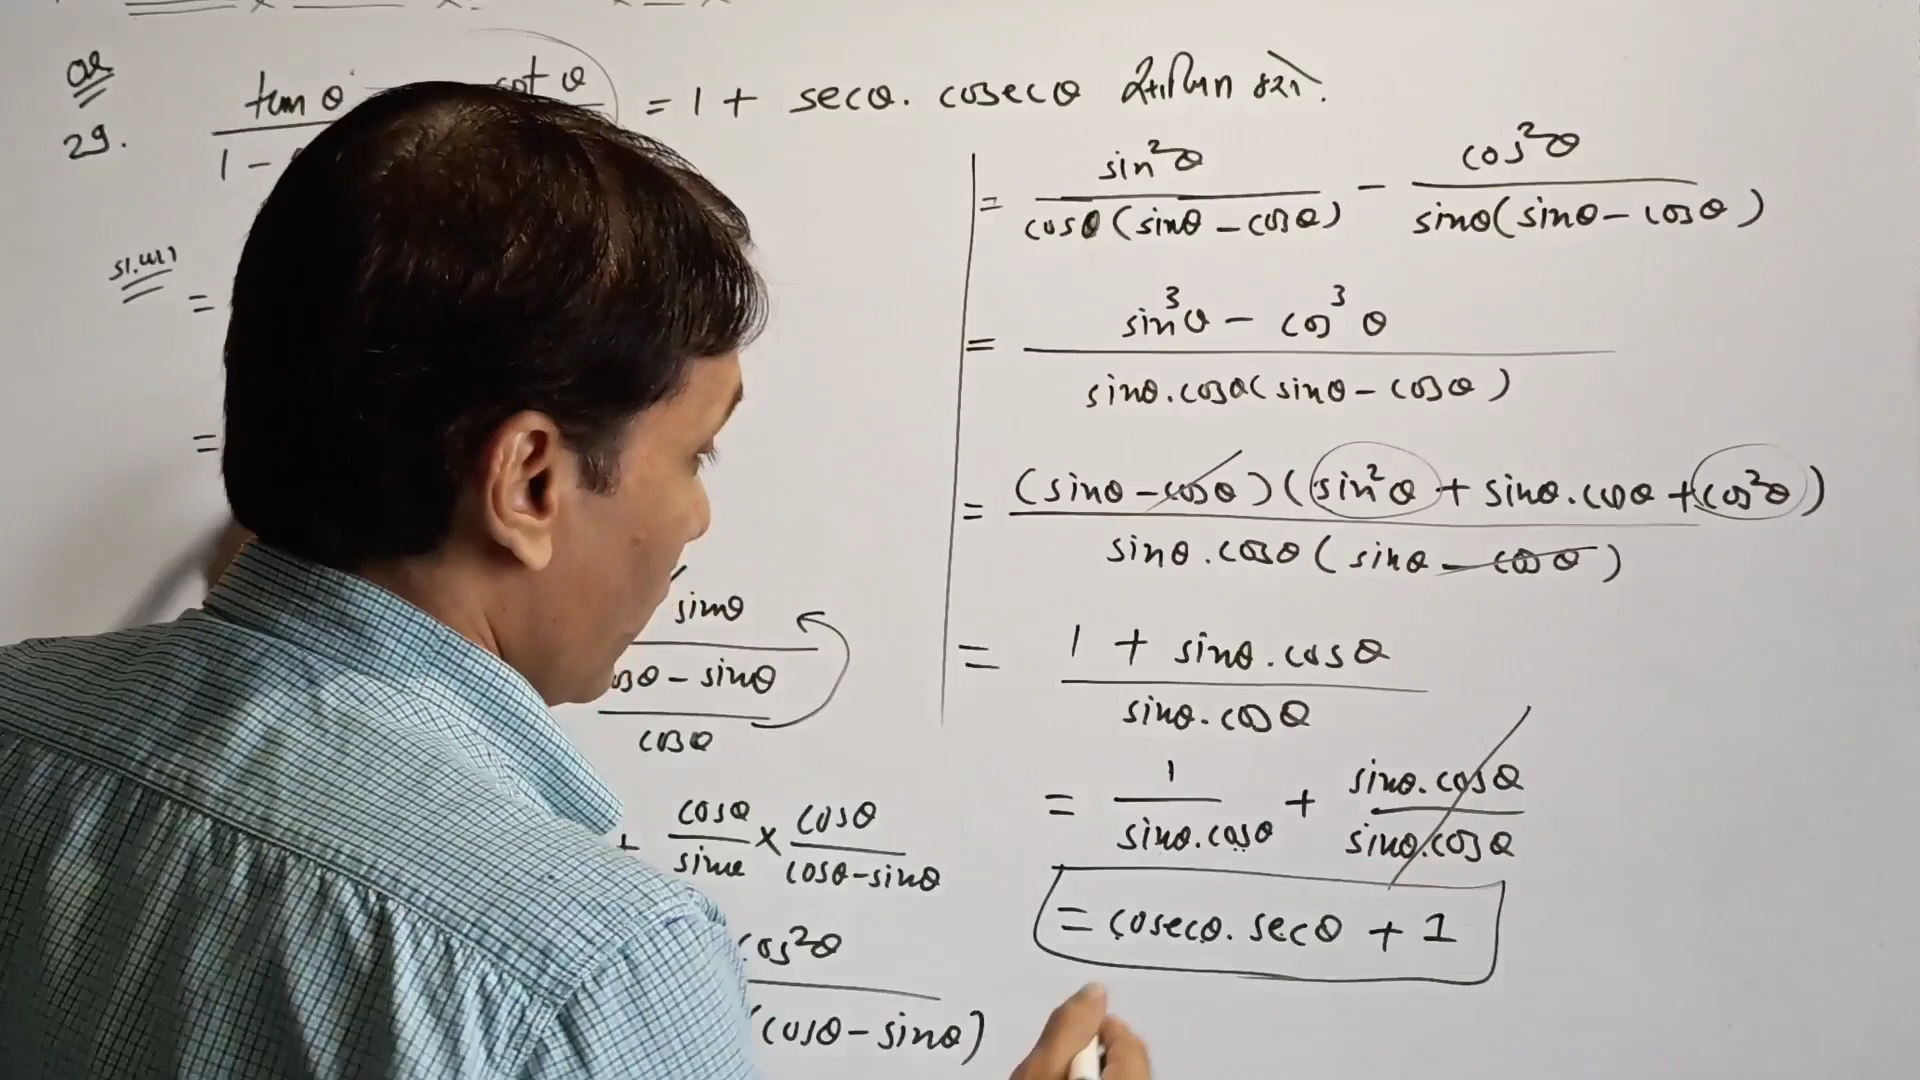 29.
tanθ
1 -
cot θ
= 1 + secθ. cosecθ
=
=
sinθ
cosθ - sinθ
cosθ
+ cosθ/sinθ × cosθ/cosθ-sinθ
cos²θ
(cosθ - sinθ)
= sin²θ/cosθ(sinθ - cosθ) - cos²θ/sinθ(sinθ - cosθ)
= sin³θ - cos³θ/sinθ.cosθ(sinθ - cosθ)
= (sinθ - cosθ)(sin²θ + sinθ.cosθ + cos²θ)/sinθ.cosθ(sinθ - cosθ)
= 1 + sinθ.cosθ/sinθ.cosθ
= 1/sinθ.cosθ + sinθ.cosθ/sinθ.cosθ
= cosecθ. secθ + 1